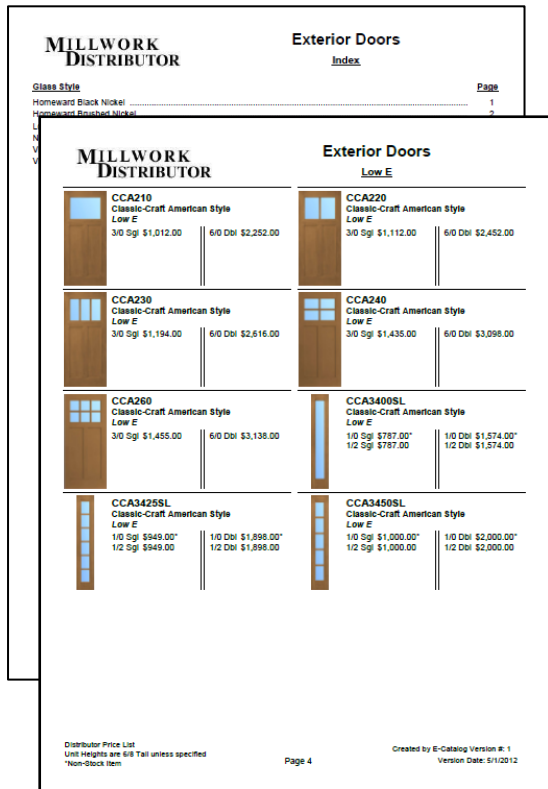 MILLWORK
DISTRIBUTOR
Exterior Doors
Index
Glass Style Page
Homeward Black Nickel 1
Homeward Brushed Nickel 2
L
N
V
V
MILLWORK
DISTRIBUTOR
Exterior Doors
Low E
CCA210
Classic-Craft American Style
Low E
3/0 Sgl $1,012.00 6/0 Dbl $2,252.00
CCA220
Classic-Craft American Style
Low E
3/0 Sgl $1,112.00 6/0 Dbl $2,452.00
CCA230
Classic-Craft American Style
Low E
3/0 Sgl $1,194.00 6/0 Dbl $2,616.00
CCA240
Classic-Craft American Style
Low E
3/0 Sgl $1,435.00 6/0 Dbl $3,098.00
CCA260
Classic-Craft American Style
Low E
3/0 Sgl $1,455.00 6/0 Dbl $3,138.00
CCA3400SL
Classic-Craft American Style
Low E
1/0 Sgl $787.00* 1/0 Dbl $1,574.00*
1/2 Sgl $787.00 1/2 Dbl $1,574.00
CCA3425SL
Classic-Craft American Style
Low E
1/0 Sgl $949.00* 1/0 Dbl $1,898.00*
1/2 Sgl $949.00 1/2 Dbl $1,898.00
CCA3450SL
Classic-Craft American Style
Low E
1/0 Sgl $1,000.00* 1/0 Dbl $2,000.00*
1/2 Sgl $1,000.00 1/2 Dbl $2,000.00
Distributor Price List
Unit Heights are 6/8 Tall unless specified
*Non-Stock Item
Page 4
Created by E-Catalog Version #: 1
Version Date: 5/1/2012